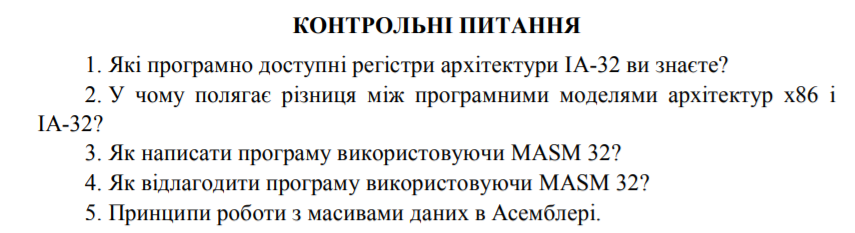 КОНТРОЛЬНІ ПИТАННЯ
1. Які програмно доступні регістри архітектури ІА-32 ви знаєте?
2. У чому полягає різниця між програмними моделями архітектур x86 і
ІА-32?
3. Як написати програму використовуючи MASM 32?
4. Як відлагодити програму використовуючи MASM 32?
5. Принципи роботи з масивами даних в Асемблері.